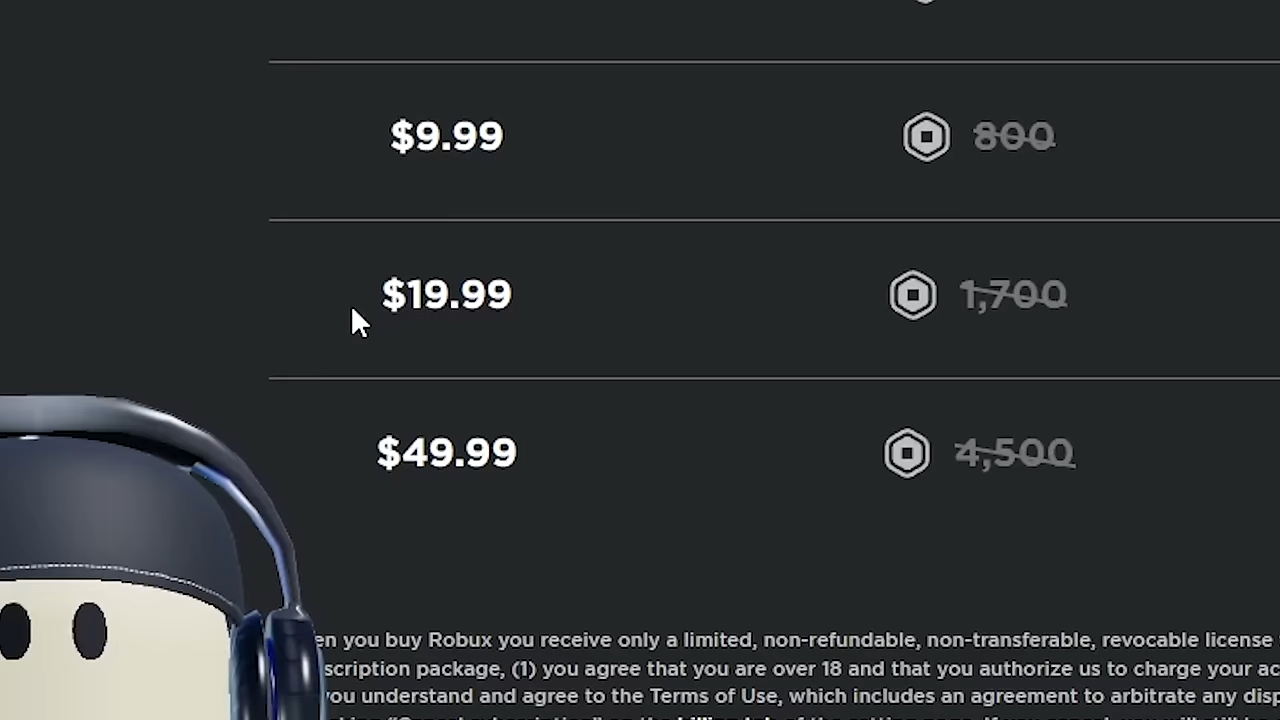 $9.99 800
$19.99 1,700
$49.99 4,500
en you buy Robux you receive only a limited, non-refundable, non-transferable, revocable license
scription package, (1) you agree that you are over 18 and that you authorize us to charge your ac
you understand and agree to the Terms of Use, which includes an agreement to arbitrate any disp